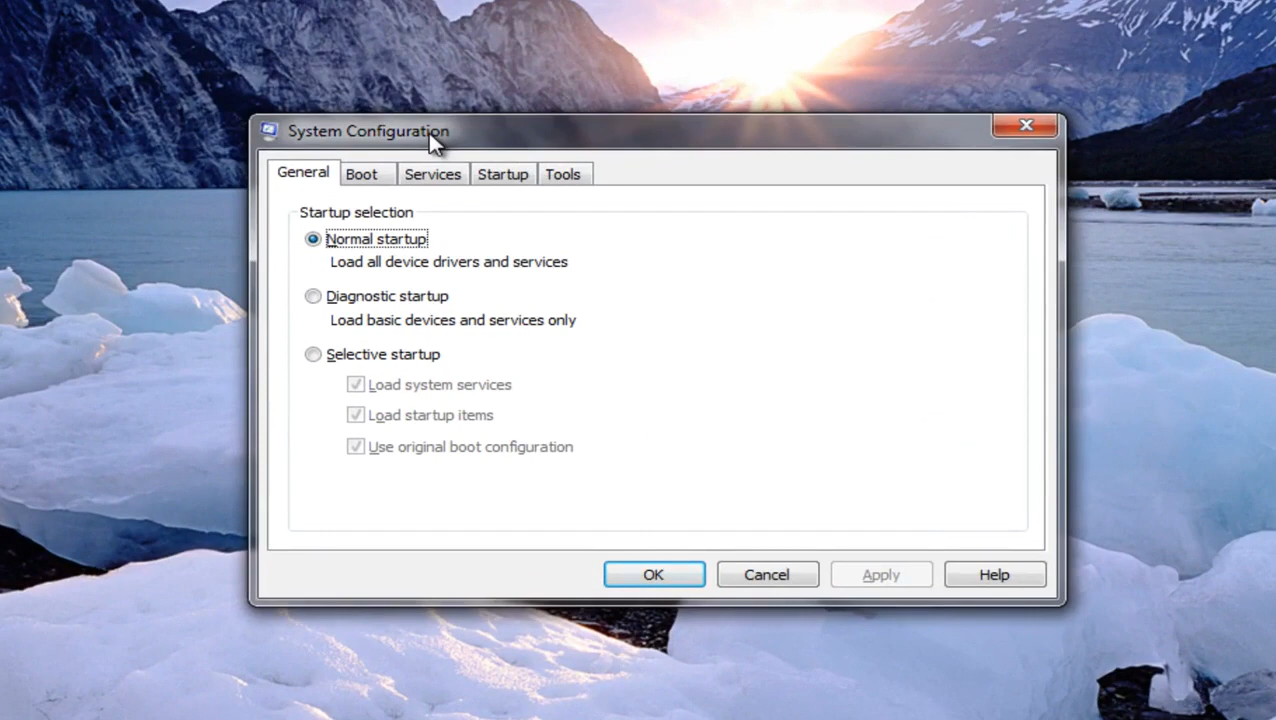 System Configuration
General Boot Services Startup Tools
Startup selection
Normal startup
Load all device drivers and services
Diagnostic startup
Load basic devices and services only
Selective startup
Load system services
Load startup items
Use original boot configuration
OK Cancel Apply Help